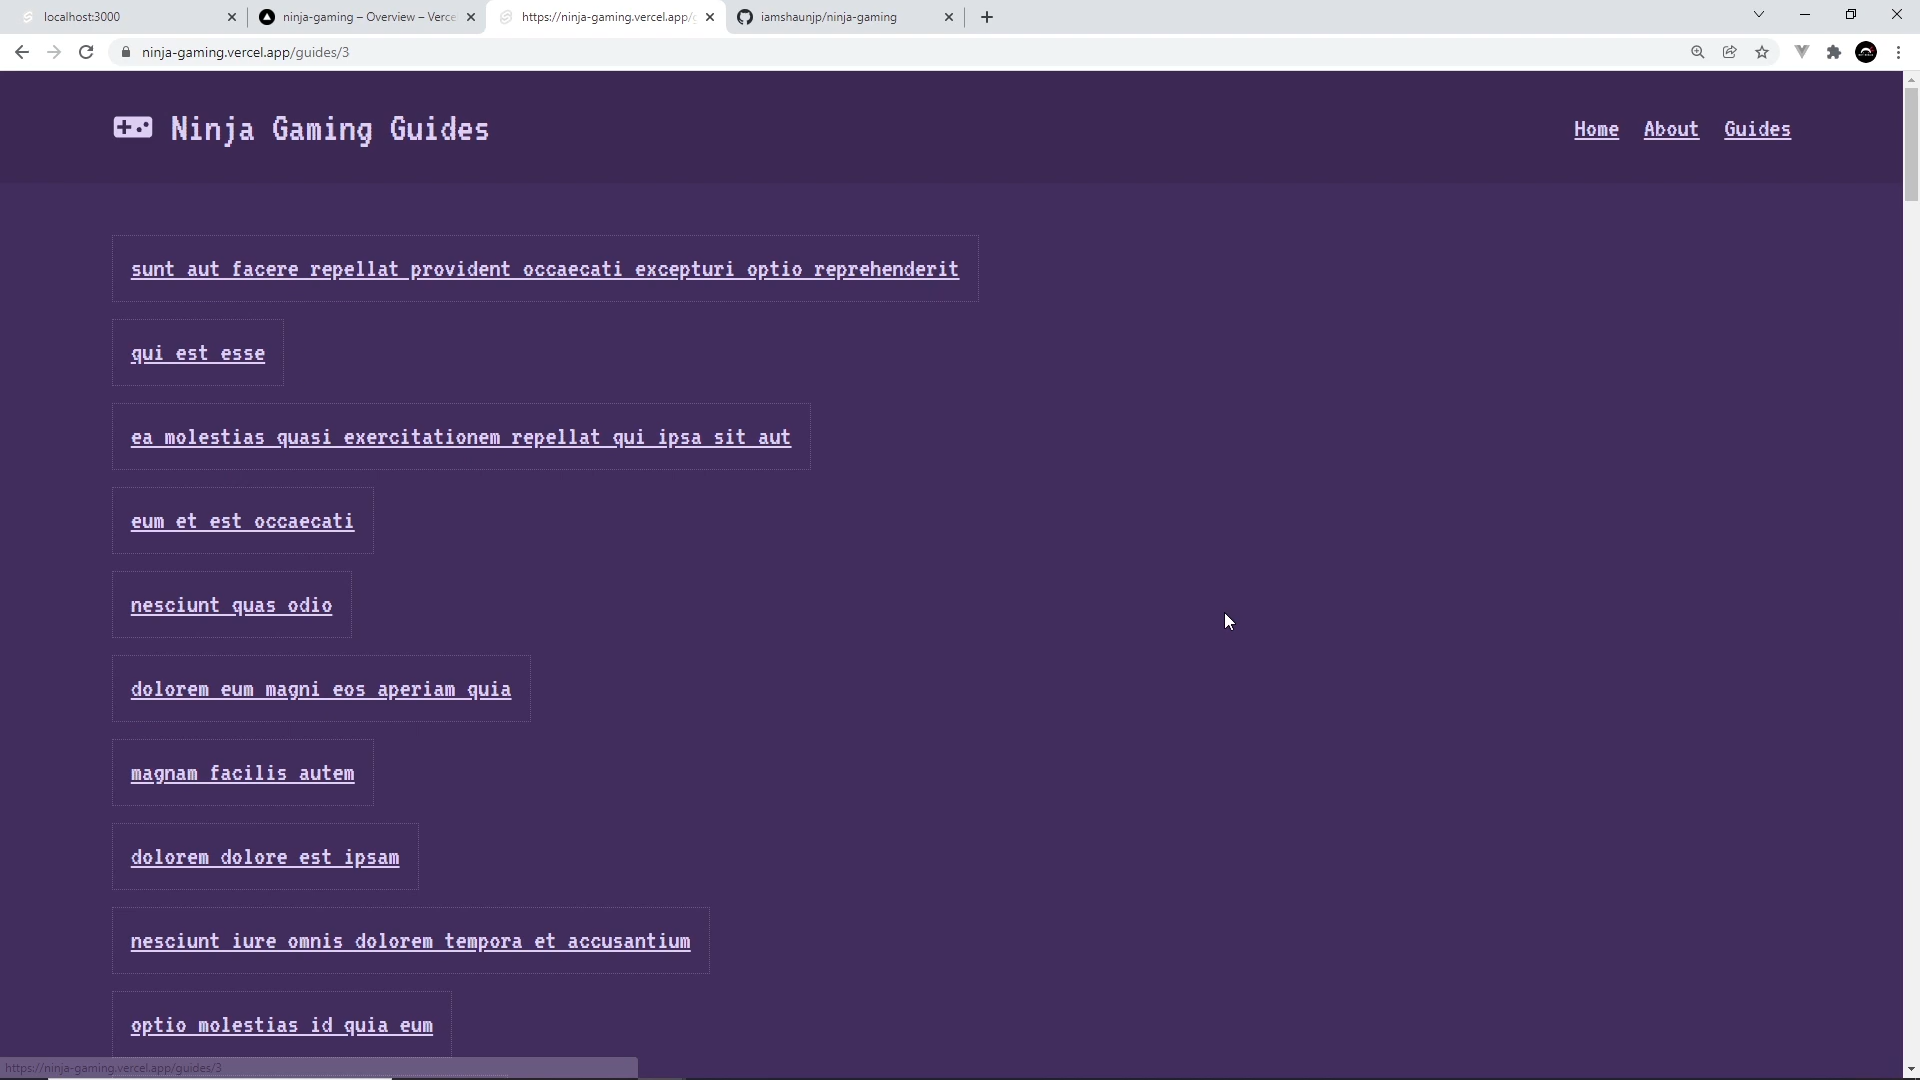 localhost:3000
ninja-gaming – Overview – Verce
https://ninja-gaming.vercel.app/g
iamshaunjp/ninja-gaming
ninja-gaming.vercel.app/guides/3
Ninja Gaming Guides
Home About Guides
sunt aut facere repellat provident occaecati excepturi optio reprehenderit
qui est esse
ea molestias quasi exercitationem repellat qui ipsa sit aut
eum et est occaecati
nesciunt quas odio
dolorem eum magni eos aperiam quia
magnam facilis autem
dolorem dolore est ipsam
nesciunt iure omnis dolorem tempora et accusantium
optio molestias id quia eum
https://ninja-gaming.vercel.app/guides/3